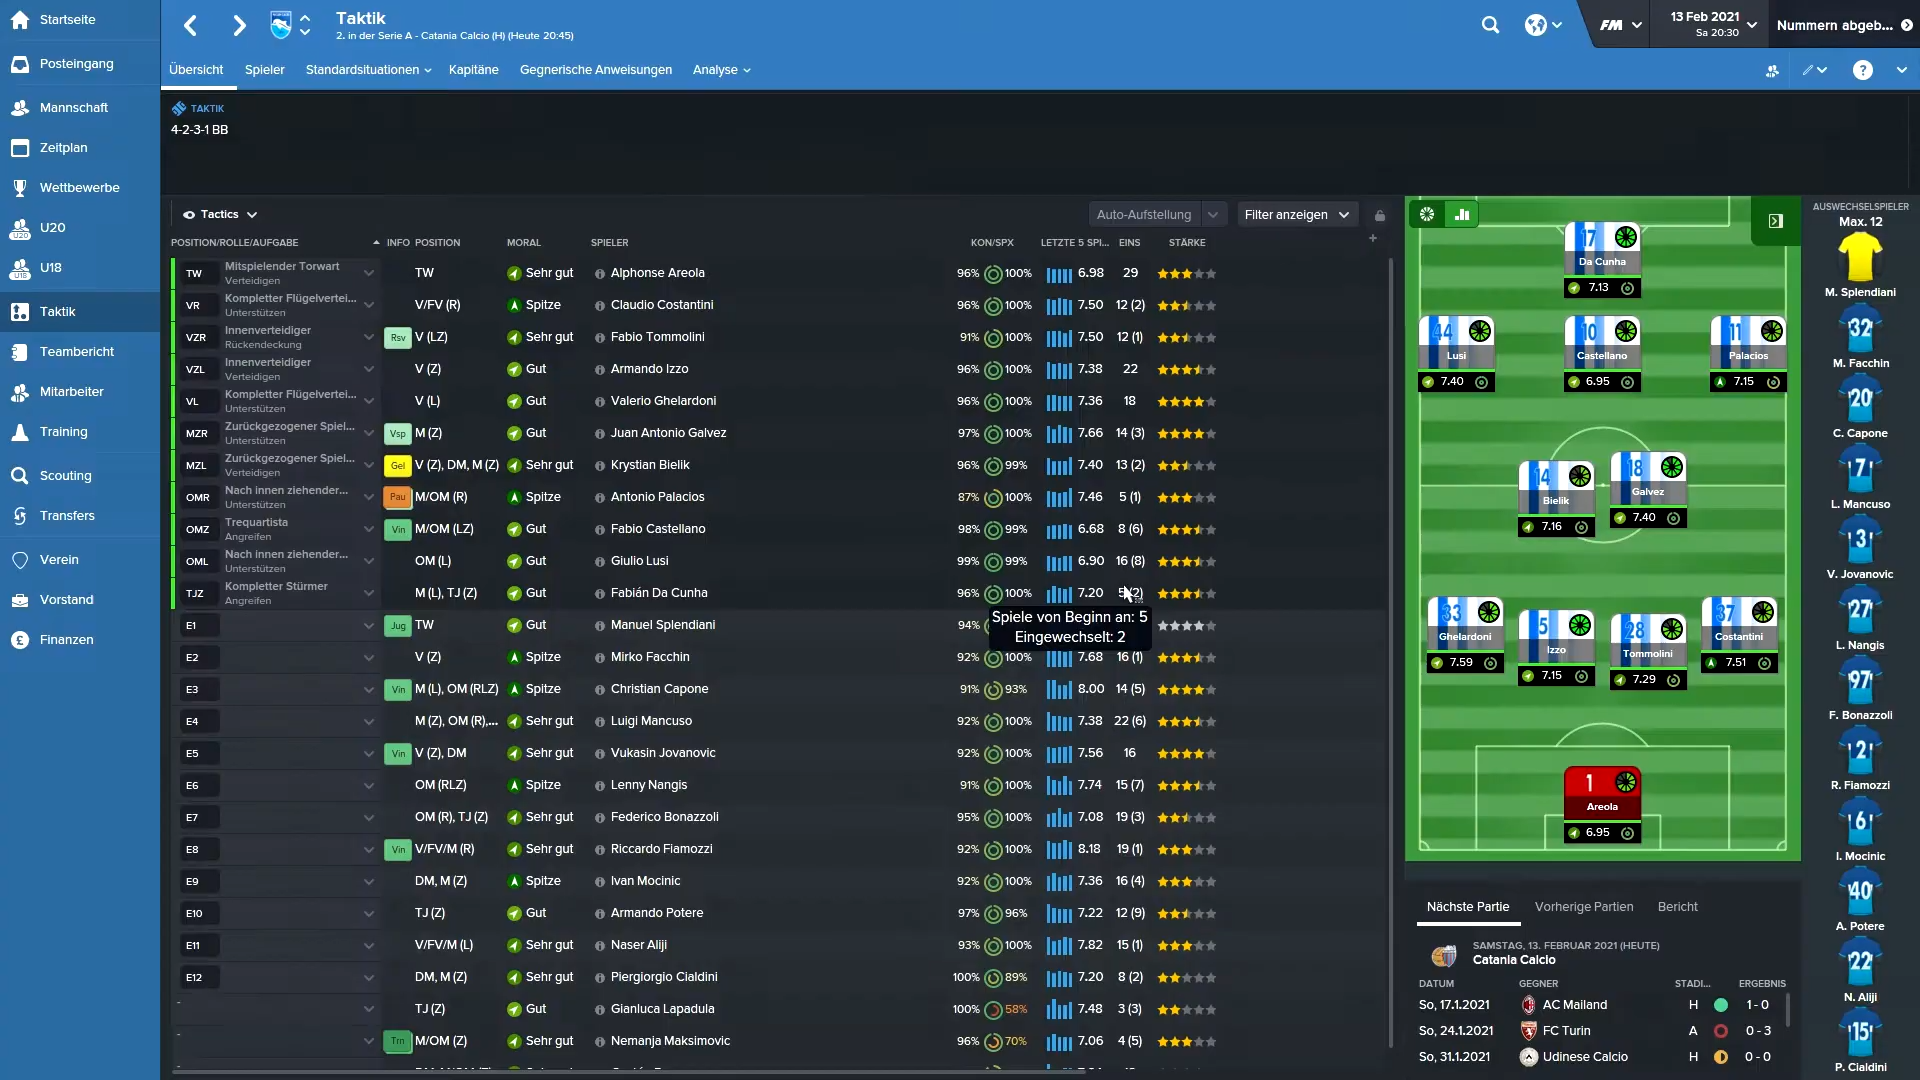 Startseite
Posteingang
Mannschaft
Zeitplan
Wettbewerbe
U20
U18
Taktik
Teambericht
Mitarbeiter
Training
Scouting
Transfers
Verein
Vorstand
Finanzen
Taktik
2. in der Serie A - Catania Calcio (H) (Heute 20:45)
FM
13 Feb 2021
Sa 20:30
Nummern abgeb...
Übersicht Spieler Standardsituationen Kapitäne Gegnerische Anweisungen Analyse
?
TAKTIK
4-2-3-1 BB
Tactics
Auto-Aufstellung
Filter anzeigen
POSITION/ROLLE/AUFGABE INFO POSITION MORAL SPIELER KON/SPX LETZTE 5 SPI... EINS STÄRKE
TW Mitspielender Torwart Verteidigen TW Sehr gut Alphonse Areola 96% 100% 6.98 29
VR Kompletter Flügelvertei... Unterstützen V/FV (R) Spitze Claudio Costantini 96% 100% 7.50 12 (2)
VZR Innenverteidiger Rückendeckung Rsv V (LZ) Sehr gut Fabio Tommolini 91% 100% 7.50 12 (1)
VZL Innenverteidiger Verteidigen V (Z) Gut Armando Izzo 96% 100% 7.38 22
VL Kompletter Flügelvertei... Unterstützen V (L) Gut Valerio Ghelardoni 96% 100% 7.36 18
MZR Zurückgezogener Spiel... Unterstützen Vsp M (Z) Gut Juan Antonio Galvez 97% 100% 7.66 14 (3)
MZL Zurückgezogener Spiel... Verteidigen Gel V (Z), DM, M (Z) Sehr gut Krystian Bielik 96% 99% 7.40 13 (2)
OMR Nach innen ziehender... Unterstützen Pau M/OM (R) Spitze Antonio Palacios 87% 100% 7.46 5 (1)
OMZ Trequartista Angreifen Vin M/OM (LZ) Gut Fabio Castellano 98% 99% 6.68 8 (6)
OML Nach innen ziehender... Unterstützen OM (L) Gut Giulio Lusi 99% 99% 6.90 16 (8)
TJZ Kompletter Stürmer Angreifen M (L), TJ (Z) Gut Fabián Da Cunha 96% 100% 7.20 5 (2)
Spiele von Beginn an: 5
Eingewechselt: 2
E1 Jug TW Gut Manuel Splendiani 94%
E2 V (Z) Spitze Mirko Facchin 92% 100% 7.68 16 (1)
E3 Vin M (L), OM (RLZ) Spitze Christian Capone 91% 93% 8.00 14 (5)
E4 M (Z), OM (R),... Sehr gut Luigi Mancuso 92% 100% 7.38 22 (6)
E5 Vin V (Z), DM Sehr gut Vukasin Jovanovic 92% 100% 7.56 16
E6 OM (RLZ) Spitze Lenny Nangis 91% 100% 7.74 15 (7)
E7 OM (R), TJ (Z) Sehr gut Federico Bonazzoli 95% 100% 7.08 19 (3)
E8 Vin V/FV/M (R) Sehr gut Riccardo Fiamozzi 92% 100% 8.18 19 (1)
E9 DM, M (Z) Spitze Ivan Mocinic 92% 100% 7.36 16 (4)
E10 TJ (Z) Gut Armando Potere 97% 96% 7.22 12 (9)
E11 V/FV/M (L) Sehr gut Naser Aliji 93% 100% 7.82 15 (1)
E12 DM, M (Z) Sehr gut Piergiorgio Cialdini 100% 89% 7.20 8 (2)
- TJ (Z) Gut Gianluca Lapadula 100% 58% 7.48 3 (3)
- Trn M/OM (Z) Sehr gut Nemanja Maksimovic 96% 70% 7.06 4 (5)
17
Da Cunha
7.13
44 10 11
Lusi Castellano Palacios
7.40 6.95 7.15
14 18
Bielik Galvez
7.16 7.40
33 5 28 37
Ghelardoni Izzo Tommolini Costantini
7.59 7.15 7.29 7.51
1
Areola
6.95
AUSWECHSELSPIELER
Max. 12
M. Splendiani
32
M. Facchin
20
C. Capone
7
L. Mancuso
3
V. Jovanovic
27
L. Nangis
97
F. Bonazzoli
2
R. Fiamozzi
6
I. Mocinic
40
A. Potere
22
N. Aliji
15
P. Cialdini
Nächste Partie Vorherige Partien Bericht
SAMSTAG, 13. FEBRUAR 2021 (HEUTE)
Catania Calcio
DATUM GEGNER STADI... ERGEBNIS
So, 17.1.2021 AC Mailand H 1 - 0
So, 24.1.2021 FC Turin A 0 - 3
So, 31.1.2021 Udinese Calcio H 0 - 0